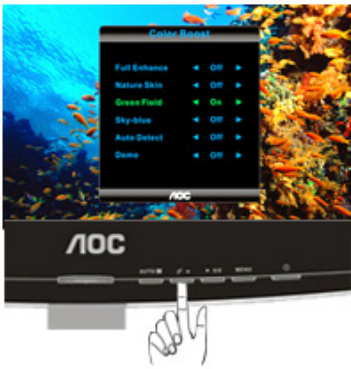 Color Boost
Full Enhance ◄ Off ►
Nature Skin ◄ Off ►
Green Field ◄ On ►
Sky-blue ◄ Off ►
Auto Detect ◄ Off ►
Demo ◄ Off ►
AOC
AOC
AUTO MENU